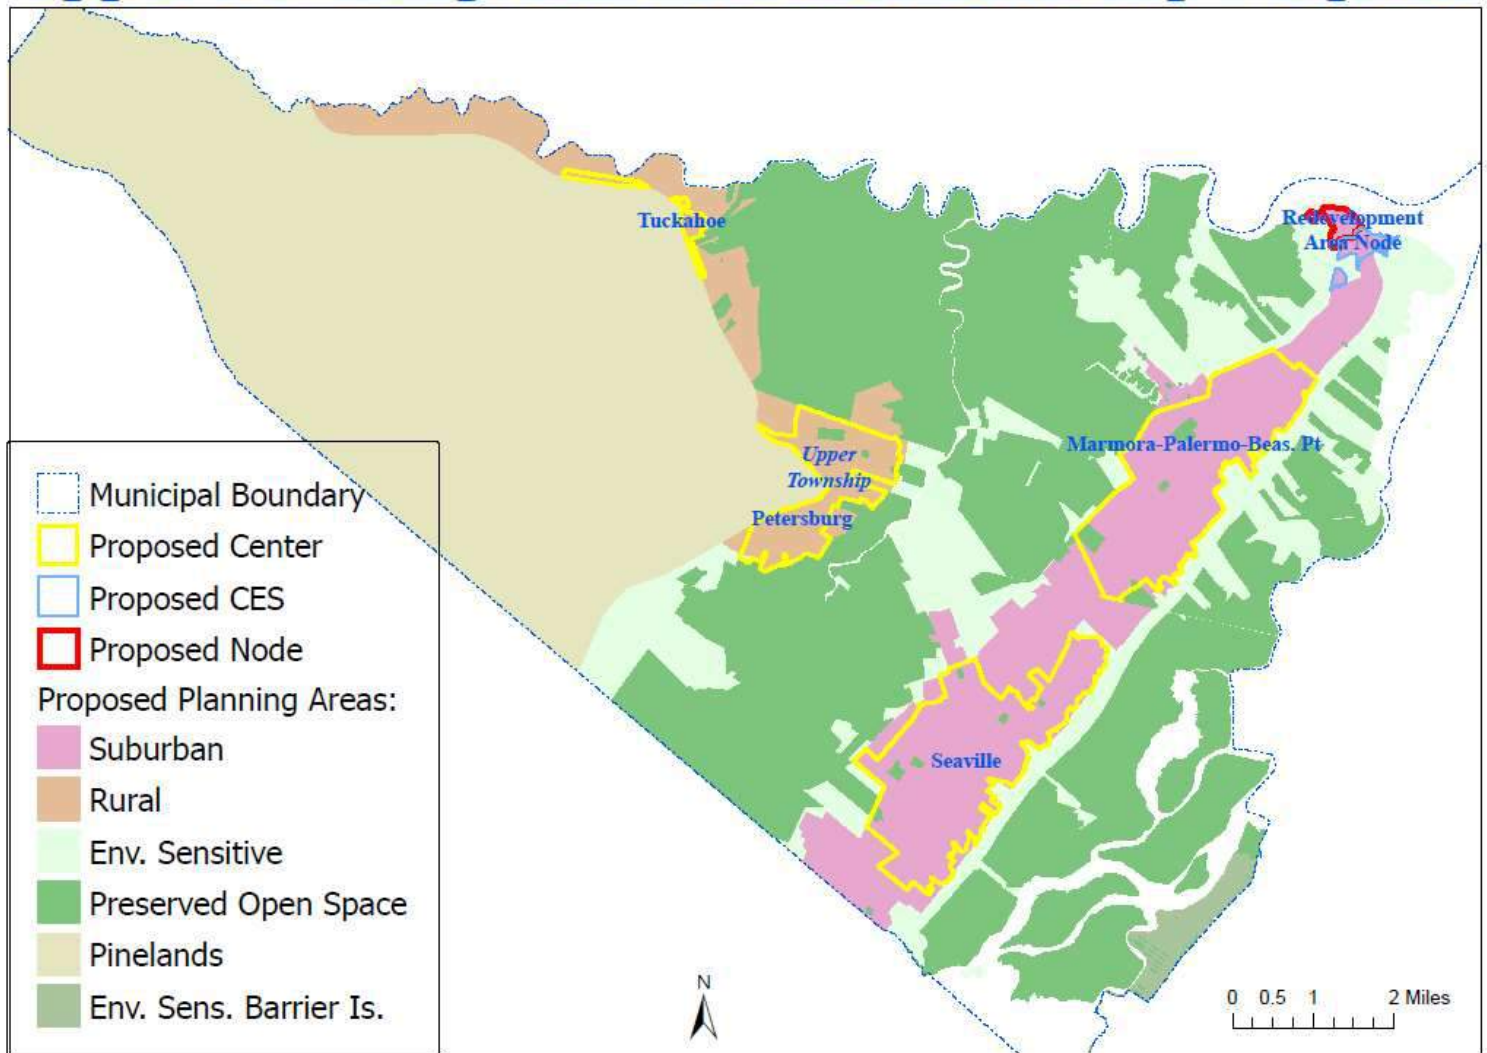 Tuckahoe
Redevelopment
Area Node
Marmora-Palermo-Beas. Pt
Upper
Township
Petersburg
Seaville
Municipal Boundary
Proposed Center
Proposed CES
Proposed Node
Proposed Planning Areas:
Suburban
Rural
Env. Sensitive
Preserved Open Space
Pinelands
Env. Sens. Barrier Is.
N
0 0.5 1 2 Miles